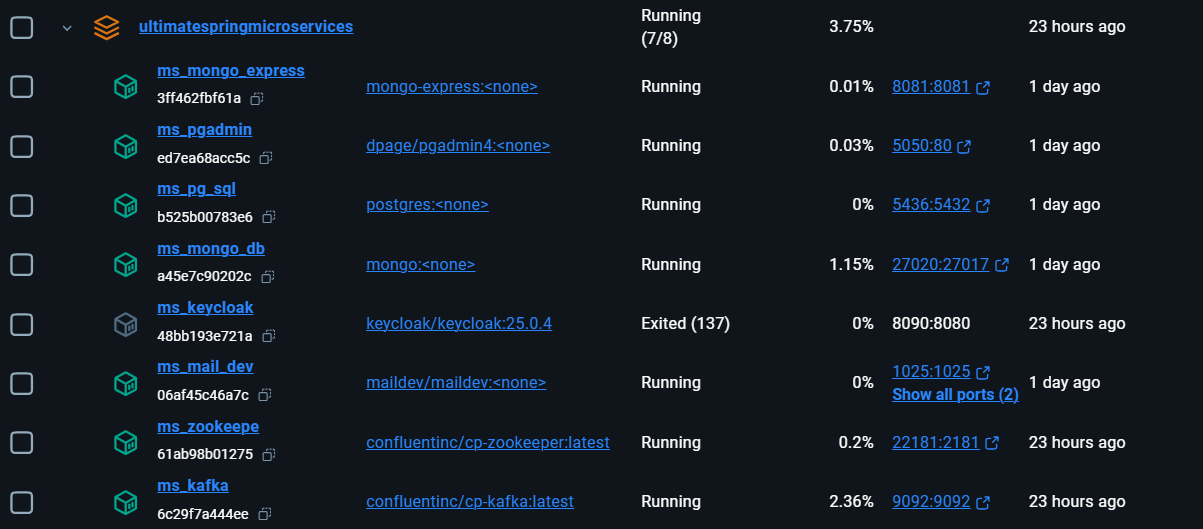 ultimatespringmicroservices Running (7/8) 3.75% 23 hours ago
ms_mongo_express
3ff462fbf61a mongo-express:<none> Running 0.01% 8081:8081 1 day ago
ms_pgadmin
ed7ea68acc5c dpage/pgadmin4:<none> Running 0.03% 5050:80 1 day ago
ms_pg_sql
b525b00783e6 postgres:<none> Running 0% 5436:5432 1 day ago
ms_mongo_db
a45e7c90202c mongo:<none> Running 1.15% 27020:27017 1 day ago
ms_keycloak
48bb193e721a keycloak/keycloak:25.0.4 Exited (137) 0% 8090:8080 23 hours ago
ms_mail_dev
06af45c46a7c maildev/maildev:<none> Running 0% 1025:1025 1 day ago
Show all ports (2)
ms_zookeepe
61ab98b01275 confluentinc/cp-zookeeper:latest Running 0.2% 22181:2181 23 hours ago
ms_kafka
6c29f7a444ee confluentinc/cp-kafka:latest Running 2.36% 9092:9092 23 hours ago